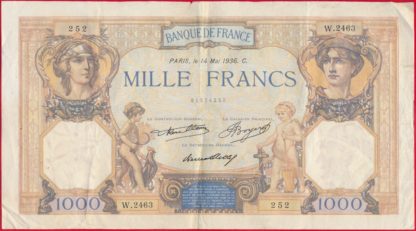 252
W.2463
BANQUE DE FRANCE
PARIS, le 14 Mai 1936. C.
MILLE FRANCS
LE CONTRÔLEUR GÉNÉRAL,
LE CAISSIER PRINCIPAL,
LE SECRÉTAIRE GÉNÉRAL,
W.2463
252
1000
1000